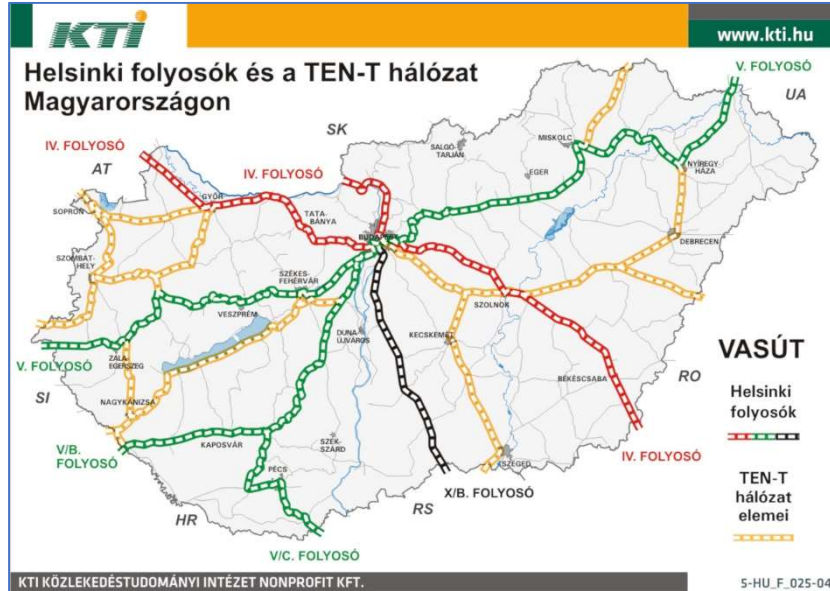 KTI
www.kti.hu
Helsinki folyosók és a TEN-T hálózat
Magyarországon
V. FOLYOSÓ
UA
SK
IV. FOLYOSÓ
AT
IV. FOLYOSÓ
SALGÓ-
TARJÁN
MISKOLC
EGER
NYÍREGY-
HÁZA
GYŐR
SOPRON
TATA-
BÁNYA
BUDAPEST
DEBRECEN
SZOMBAT-
HELY
SZÉKES-
FEHÉRVÁR
VESZPRÉM
SZOLNOK
DUNA-
ÚJVÁROS
KECSKEMÉT
V. FOLYOSÓ
ZALA-
EGERSZEG
SI
NAGYKANIZSA
BÉKÉSCSABA
RO
VASÚT
Helsinki
folyosók
V/B.
FOLYOSÓ
KAPOSVÁR
SZEK-
SZÁRD
PÉCS
SZEGED
IV. FOLYOSÓ
X/B. FOLYOSÓ
HR
RS
V/C. FOLYOSÓ
TEN-T
hálózat
elemei
KTI KÖZLEKEDÉSTUDOMÁNYI INTÉZET NONPROFIT KFT.
5-HU_F_025-04